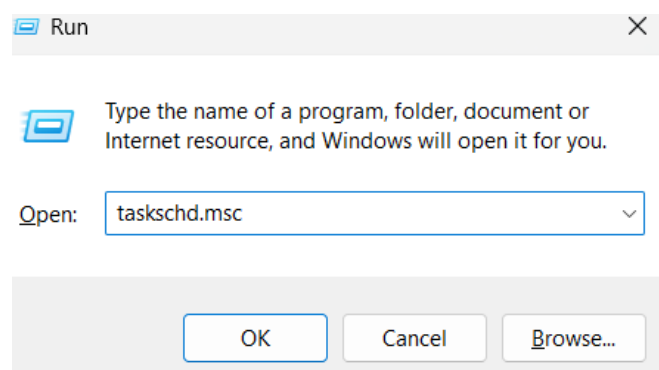 Run
Type the name of a program, folder, document or
Internet resource, and Windows will open it for you.
Open: taskschd.msc
OK Cancel Browse...